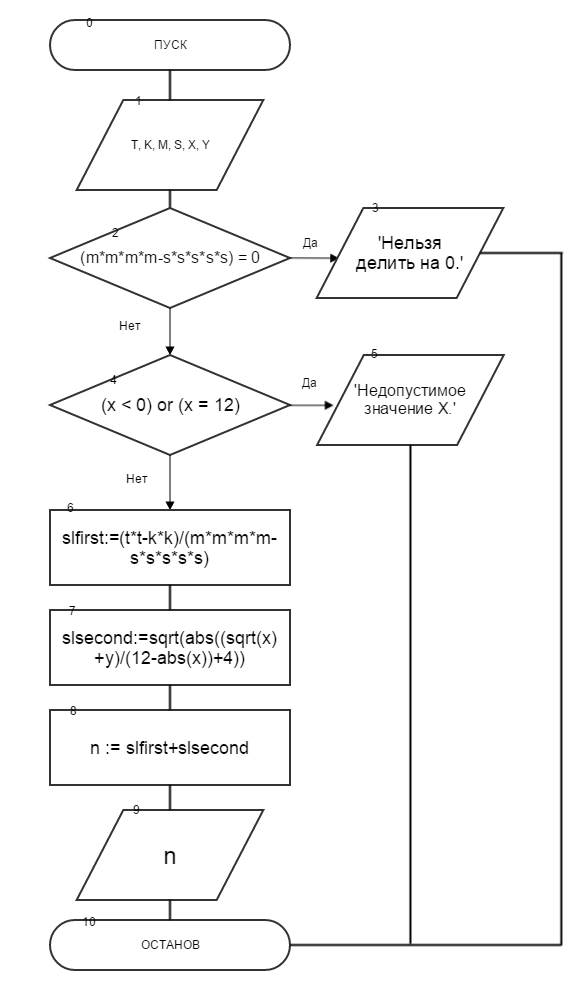 0
ПУСК
1
T, K, M, S, X, Y
2
(m*m*m*m-s*s*s*s*s) = 0
Да
3
'Нельзя
делить на 0.'
Нет
4
(x < 0) or (x = 12)
Да
5
'Недопустимое
значение X.'
Нет
6
slfirst:=(t*t-k*k)/(m*m*m*m-
s*s*s*s*s)
7
slsecond:=sqrt(abs((sqrt(x)
+y)/(12-abs(x))+4))
8
n := slfirst+slsecond
9
n
10
ОСТАНОВ